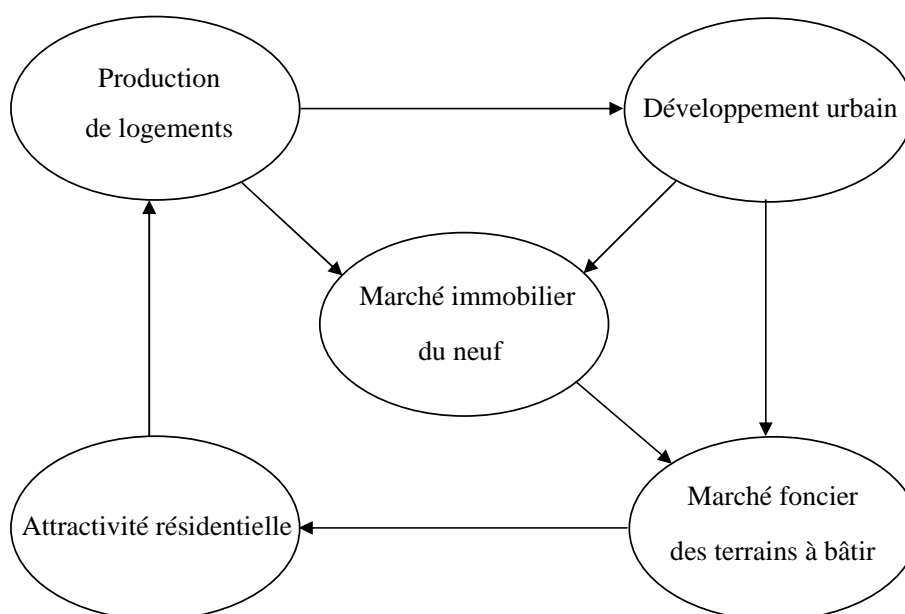 Production
de logements
Développement urbain
Marché immobilier
du neuf
Attractivité résidentielle
Marché foncier
des terrains à bâtir